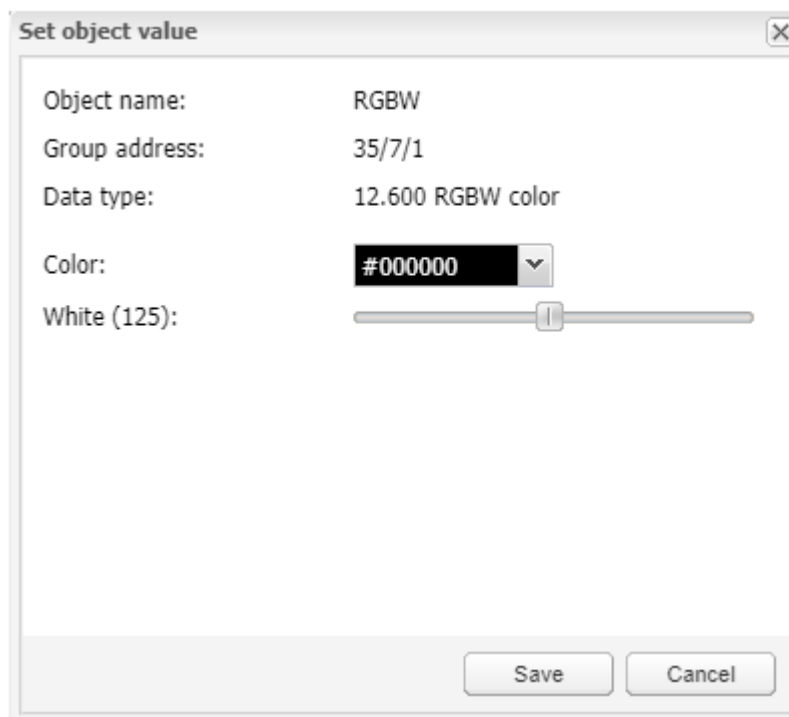 Set object value
Object name: RGBW
Group address: 35/7/1
Data type: 12.600 RGBW color
Color: #000000
White (125):
Save Cancel